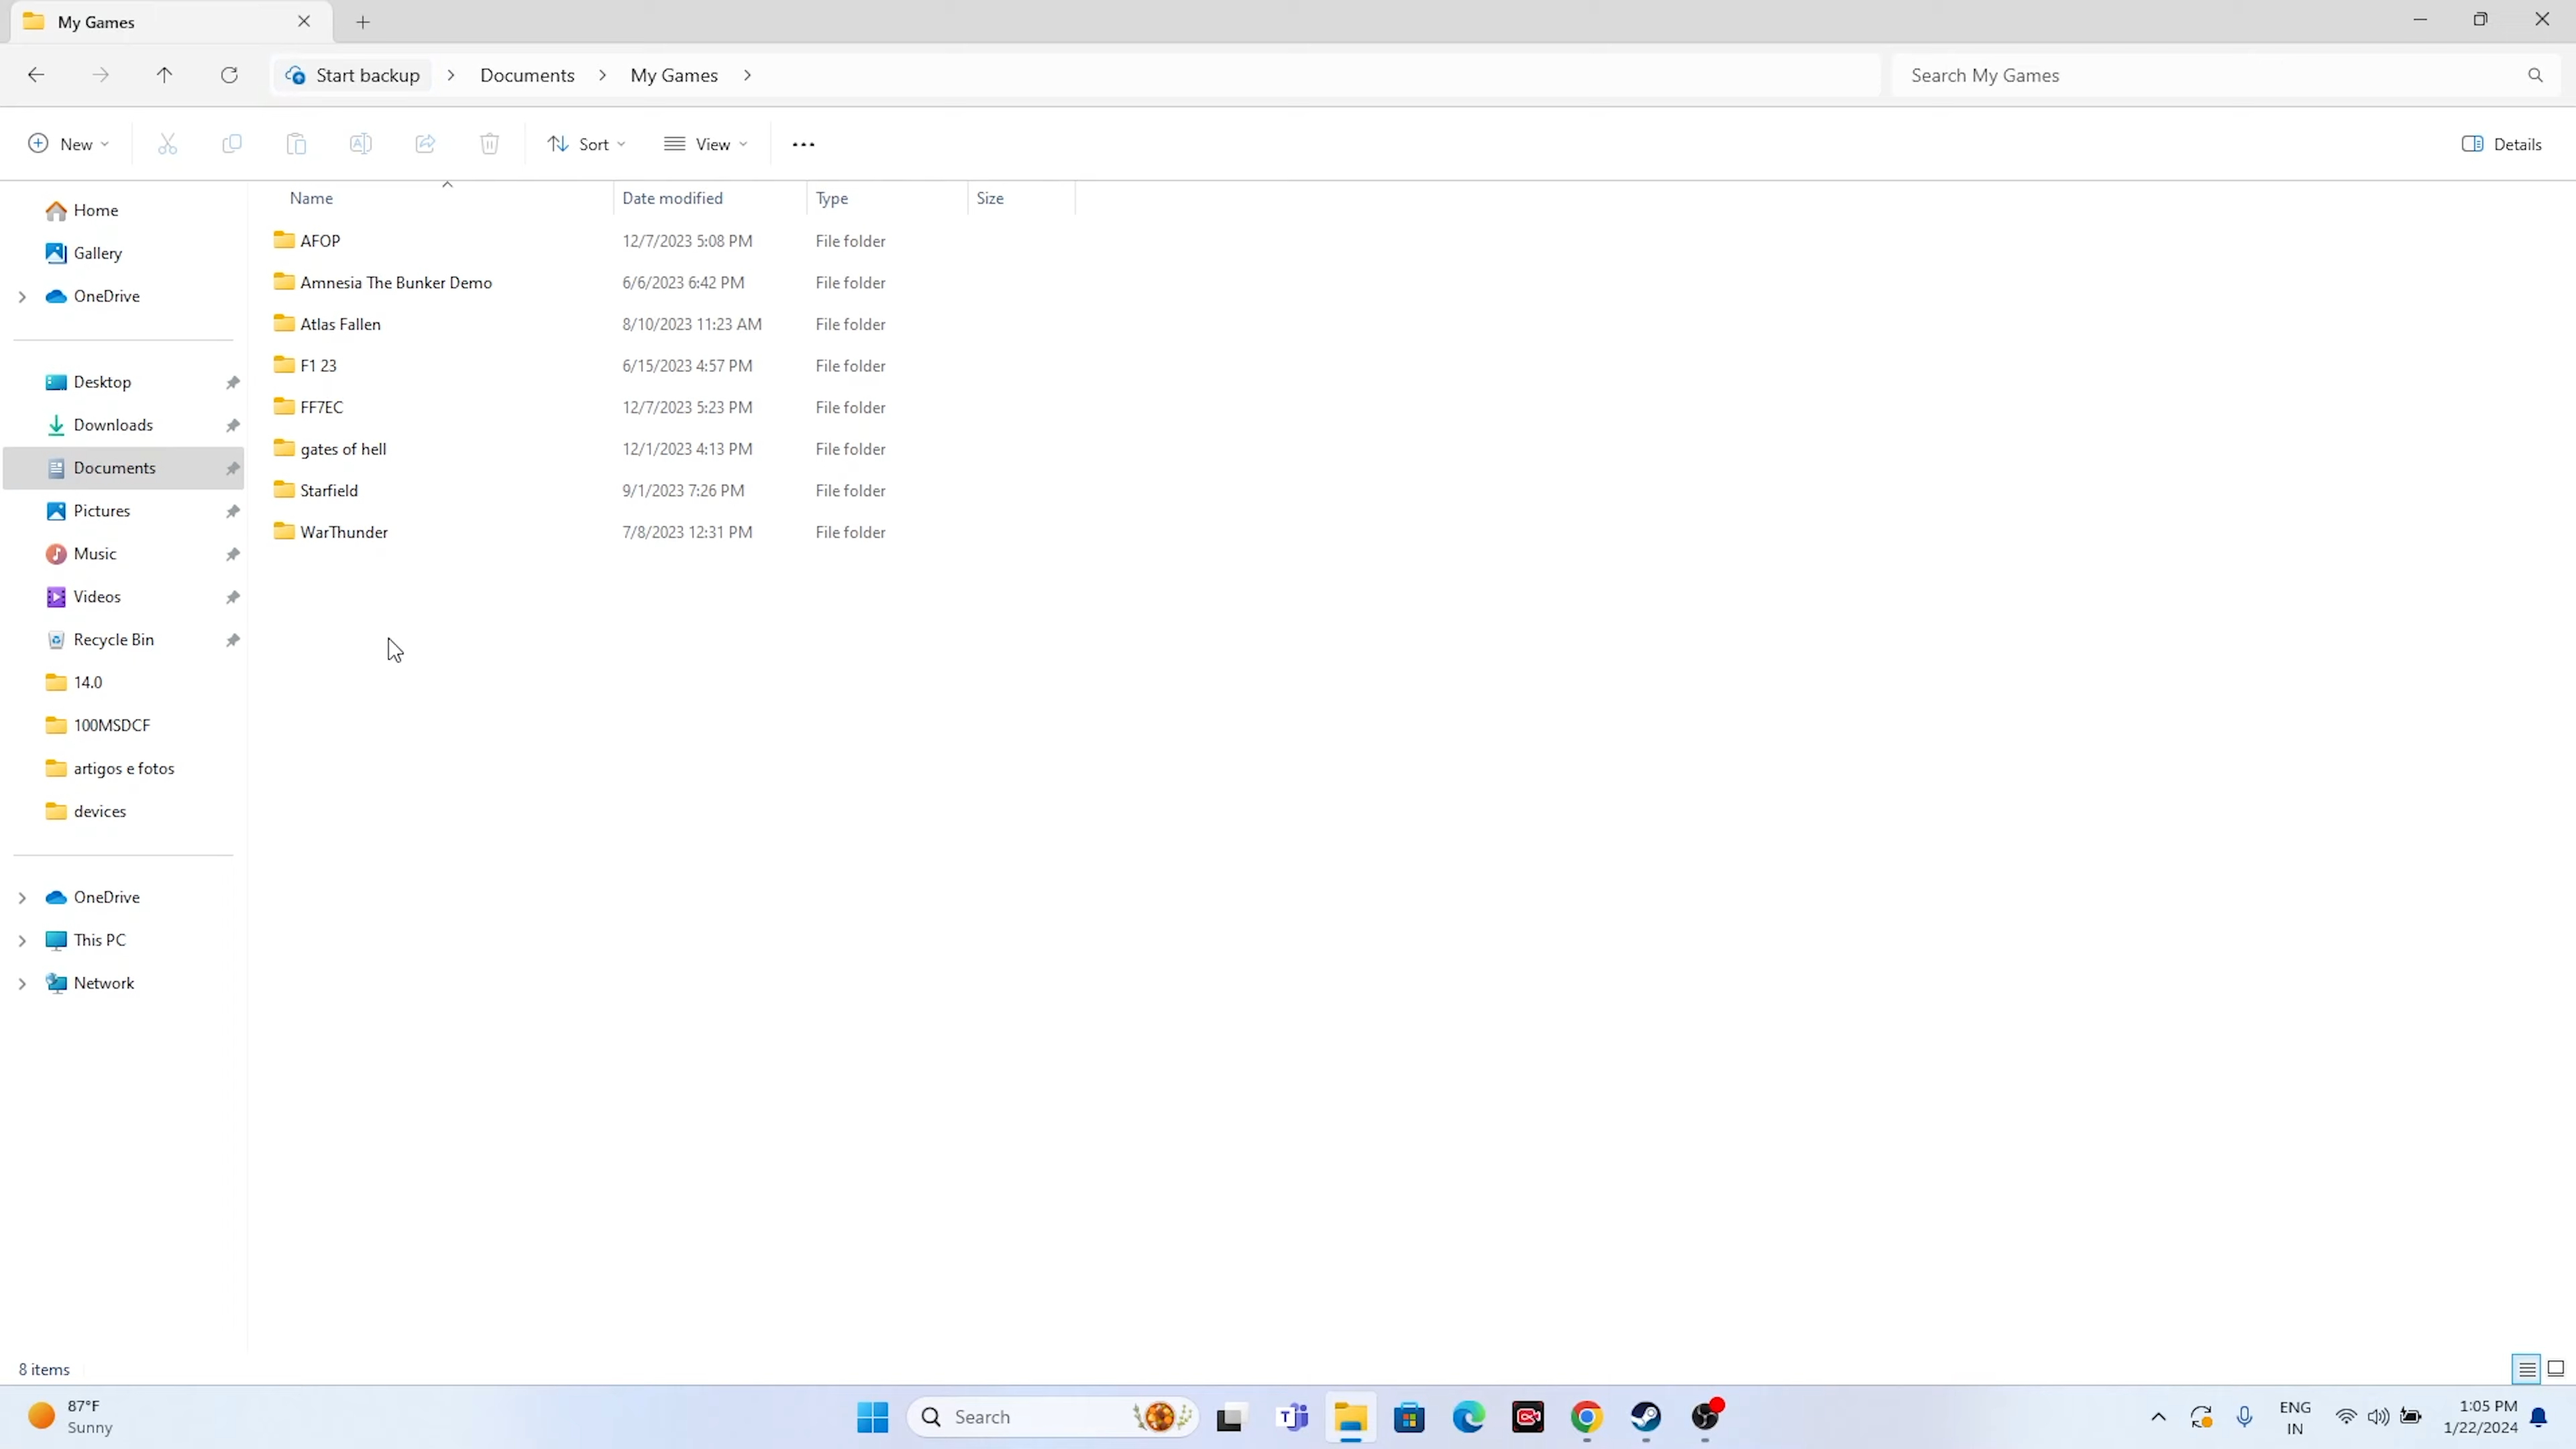 My Games
Start backup > Documents > My Games >
Search My Games
New
Sort
View
Details
Name Date modified Type Size
Home
Gallery
OneDrive
Desktop
Downloads
Documents
Pictures
Music
Videos
Recycle Bin
14.0
100MSDCF
artigos e fotos
devices
OneDrive
This PC
Network
AFOP 12/7/2023 5:08 PM File folder
Amnesia The Bunker Demo 6/6/2023 6:42 PM File folder
Atlas Fallen 8/10/2023 11:23 AM File folder
F1 23 6/15/2023 4:57 PM File folder
FF7EC 12/7/2023 5:23 PM File folder
gates of hell 12/1/2023 4:13 PM File folder
Starfield 9/1/2023 7:26 PM File folder
WarThunder 7/8/2023 12:31 PM File folder
8 items
87°F
Sunny
Search
ENG
IN
1:05 PM
1/22/2024